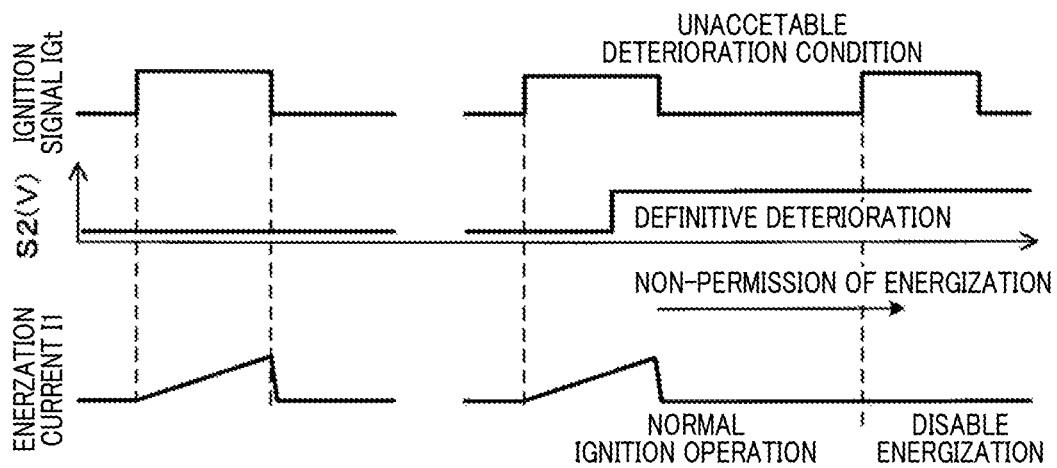 UNACCETABLE
DETERIORATION CONDITION
IGNITION
SIGNAL IGt
S2(V)
DEFINITIVE DETERIORATION
NON-PERMISSION OF ENERGIZATION
ENERZATION
CURRENT I1
NORMAL
IGNITION OPERATION
DISABLE
ENERGIZATION